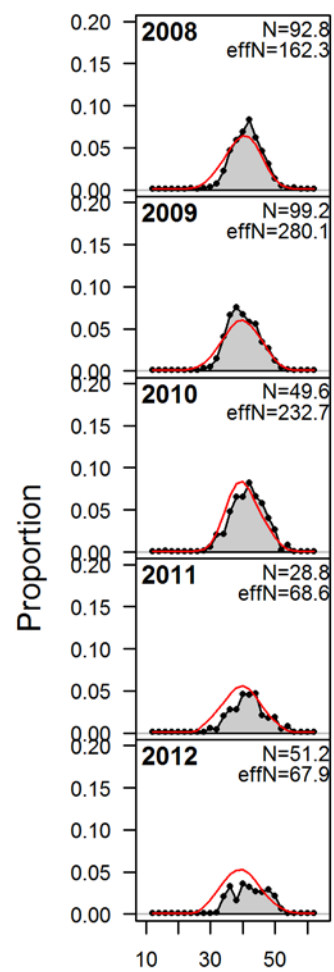 Proportion
0.20
2008
N=92.8
effN=162.3
0.15
0.10
0.05
0.00
0.20
2009
N=99.2
effN=280.1
0.15
0.10
0.05
0.00
0.20
2010
N=49.6
effN=232.7
0.15
0.10
0.05
0.00
0.20
2011
N=28.8
effN=68.6
0.15
0.10
0.05
0.00
0.20
2012
N=51.2
effN=67.9
0.15
0.10
0.05
0.00
10 30 50